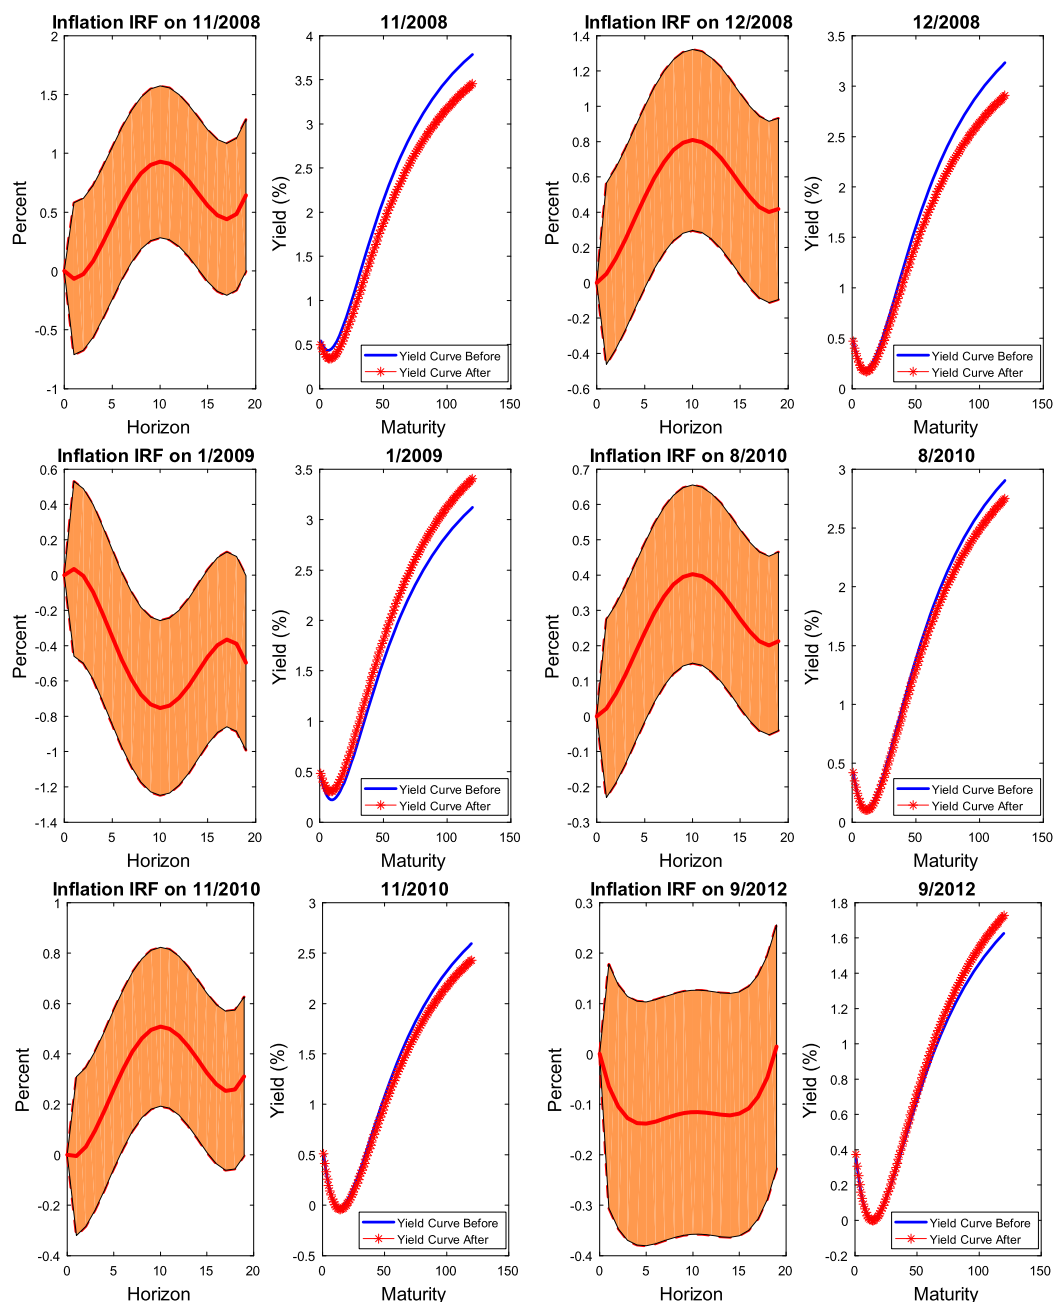 Inflation IRF on 11/2008
2
1.5
1
0.5
0
-0.5
-1
0 5 10 15 20
Percent
Horizon
11/2008
4
3.5
3
2.5
2
1.5
1
0.5
0
0 50 100 150
Yield (%)
Maturity
Yield Curve Before
Yield Curve After
Inflation IRF on 12/2008
1.4
1.2
1
0.8
0.6
0.4
0.2
0
-0.2
-0.4
-0.6
0 5 10 15 20
Percent
Horizon
12/2008
3.5
3
2.5
2
1.5
1
0.5
0
0 50 100 150
Yield (%)
Maturity
Yield Curve Before
Yield Curve After
Inflation IRF on 1/2009
0.6
0.4
0.2
0
-0.2
-0.4
-0.6
-0.8
-1
-1.2
-1.4
0 5 10 15 20
Percent
Horizon
1/2009
3.5
3
2.5
2
1.5
1
0.5
0
0 50 100 150
Yield (%)
Maturity
Yield Curve Before
Yield Curve After
Inflation IRF on 8/2010
0.7
0.6
0.5
0.4
0.3
0.2
0.1
0
-0.1
-0.2
-0.3
0 5 10 15 20
Percent
Horizon
8/2010
3
2.5
2
1.5
1
0.5
0
0 50 100 150
Yield (%)
Maturity
Yield Curve Before
Yield Curve After
Inflation IRF on 11/2010
1
0.8
0.6
0.4
0.2
0
-0.2
-0.4
0 5 10 15 20
Percent
Horizon
11/2010
3
2.5
2
1.5
1
0.5
0
-0.5
0 50 100 150
Yield (%)
Maturity
Yield Curve Before
Yield Curve After
Inflation IRF on 9/2012
0.3
0.2
0.1
0
-0.1
-0.2
-0.3
-0.4
0 5 10 15 20
Percent
Horizon
9/2012
1.8
1.6
1.4
1.2
1
0.8
0.6
0.4
0.2
0
-0.2
0 50 100 150
Yield (%)
Maturity
Yield Curve Before
Yield Curve After